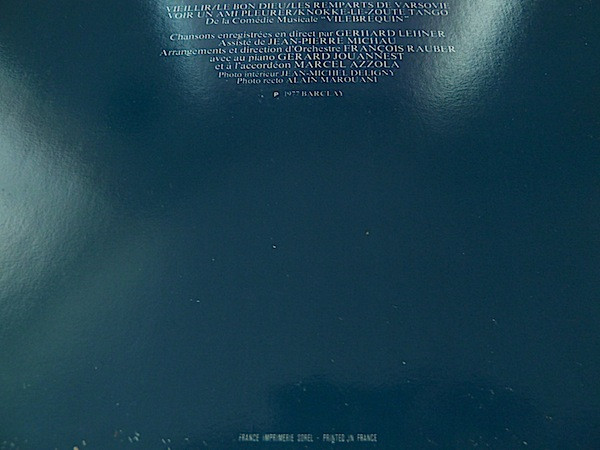 VIEILLIR/LE BON DIEU/LES REMPARTS DE VARSOVIE
VOIR UN AMI PLEURER/KNOKKE-LE-ZOUTE TANGO
De la Comédie Musicale "VILEBREQUIN"
Chansons enregistrées en direct par GERHARD LEHNER
Assisté de JEAN-PIERRE MICHAU
Arrangements et direction d'Orchestre FRANÇOIS RAUBER
avec au piano GÉRARD JOUANNEST
et à l'accordéon MARCEL AZZOLA
Photo intérieur JEAN-MICHEL DELIGNY
Photo recto ALAIN MAROUANI
℗ 1977 BARCLAY
FRANCE IMPRIMERIE DOREL - PRINTED IN FRANCE